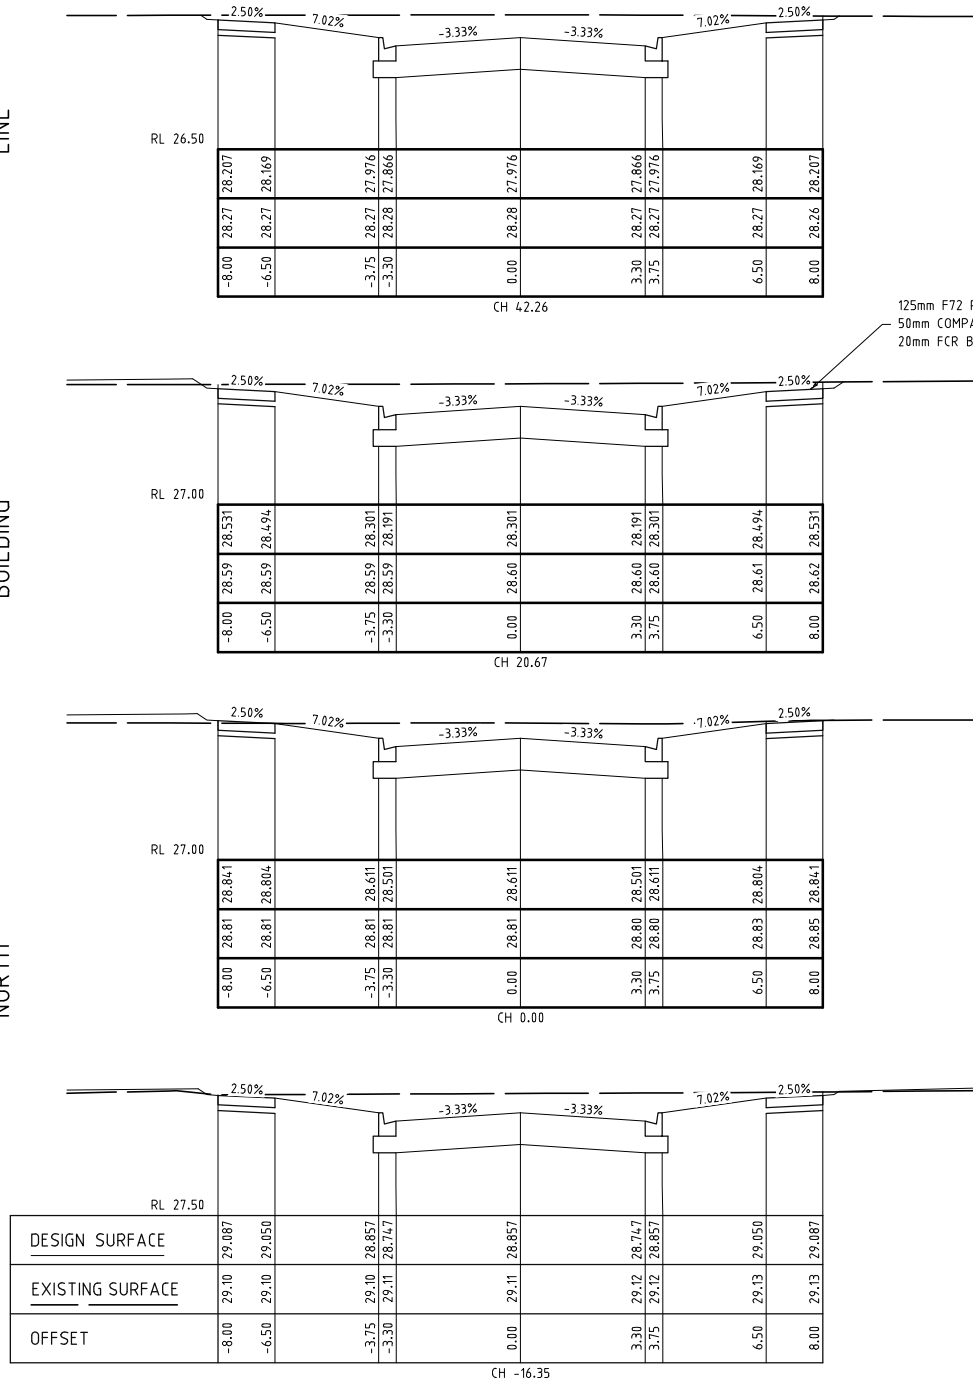 2.50% 7.02% -3.33% -3.33% 7.02% 2.50%
LINE
RL 26.50
28.207 28.169 27.976 27.866 27.976 27.866 27.976 28.169 28.207
28.27 28.27 28.27 28.28 28.28 28.27 28.27 28.27 28.26
-8.00 -6.50 -3.75 -3.30 0.00 3.30 3.75 6.50 8.00
CH 42.26
125mm F72
50mm COMPA
20mm FCR B
2.50% 7.02% -3.33% -3.33% 7.02% 2.50%
BUILDING
RL 27.00
28.531 28.494 28.301 28.191 28.301 28.191 28.301 28.494 28.531
28.59 28.59 28.59 28.59 28.60 28.60 28.60 28.61 28.62
-8.00 -6.50 -3.75 -3.30 0.00 3.30 3.75 6.50 8.00
CH 20.67
2.50% 7.02% -3.33% -3.33% 7.02% 2.50%
RL 27.00
28.841 28.804 28.611 28.501 28.611 28.501 28.611 28.804 28.841
28.81 28.81 28.81 28.81 28.81 28.80 28.80 28.83 28.85
NORTH
-8.00 -6.50 -3.75 -3.30 0.00 3.30 3.75 6.50 8.00
CH 0.00
2.50% 7.02% -3.33% -3.33% 7.02% 2.50%
RL 27.50
DESIGN SURFACE 29.087 29.050 28.857 28.747 28.857 28.747 28.857 29.050 29.087
EXISTING SURFACE 29.10 29.10 29.10 29.11 29.11 29.12 29.12 29.13 29.13
OFFSET -8.00 -6.50 -3.75 -3.30 0.00 3.30 3.75 6.50 8.00
CH -16.35